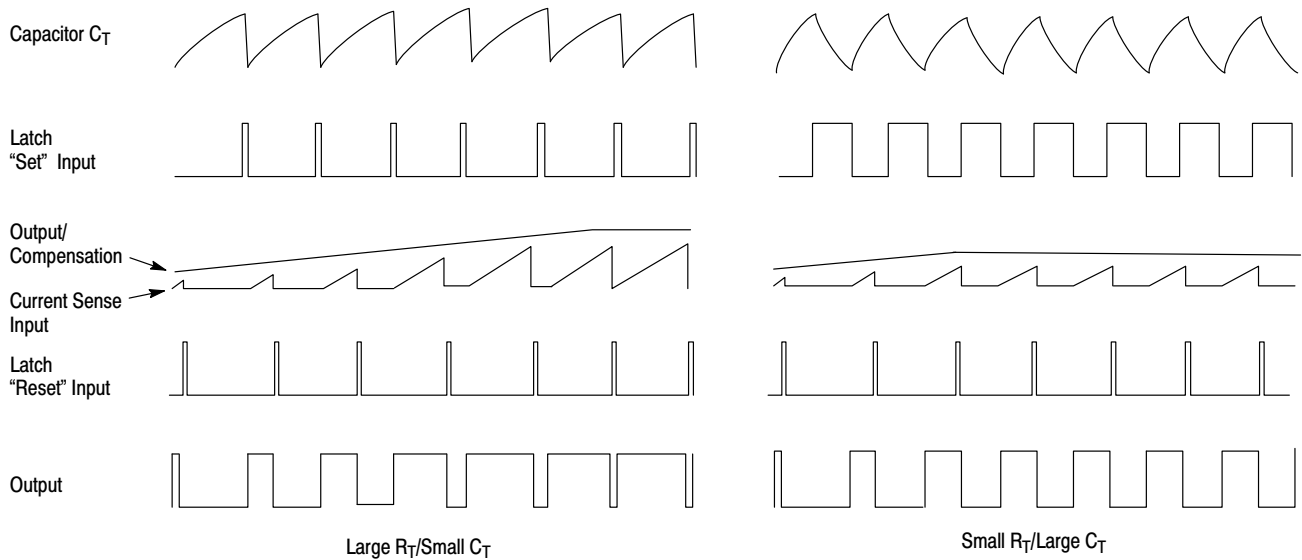 Capacitor C_T
Latch
“Set” Input
Output/
Compensation
Current Sense
Input
Latch
“Reset” Input
Output
Large R_T/Small C_T
Small R_T/Large C_T